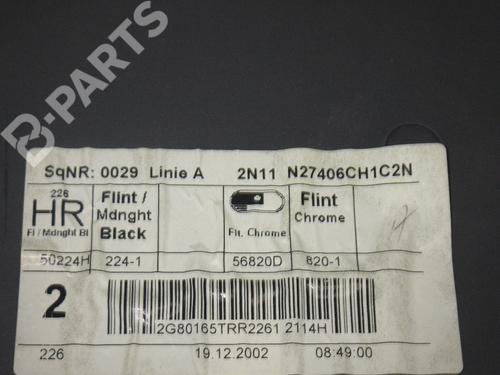 B-PARTS
SqNR: 0029 Linie A 2N11 N27406CH1C2N
226
HR
Fl / Mdnght Bl
Flint /
Mdnght
Black
Flt. Chrome
Flint
Chrome
50224H 224-1 56820D 820-1
2
2G80165TRR2261 2114H
226 19.12.2002 08:49:00